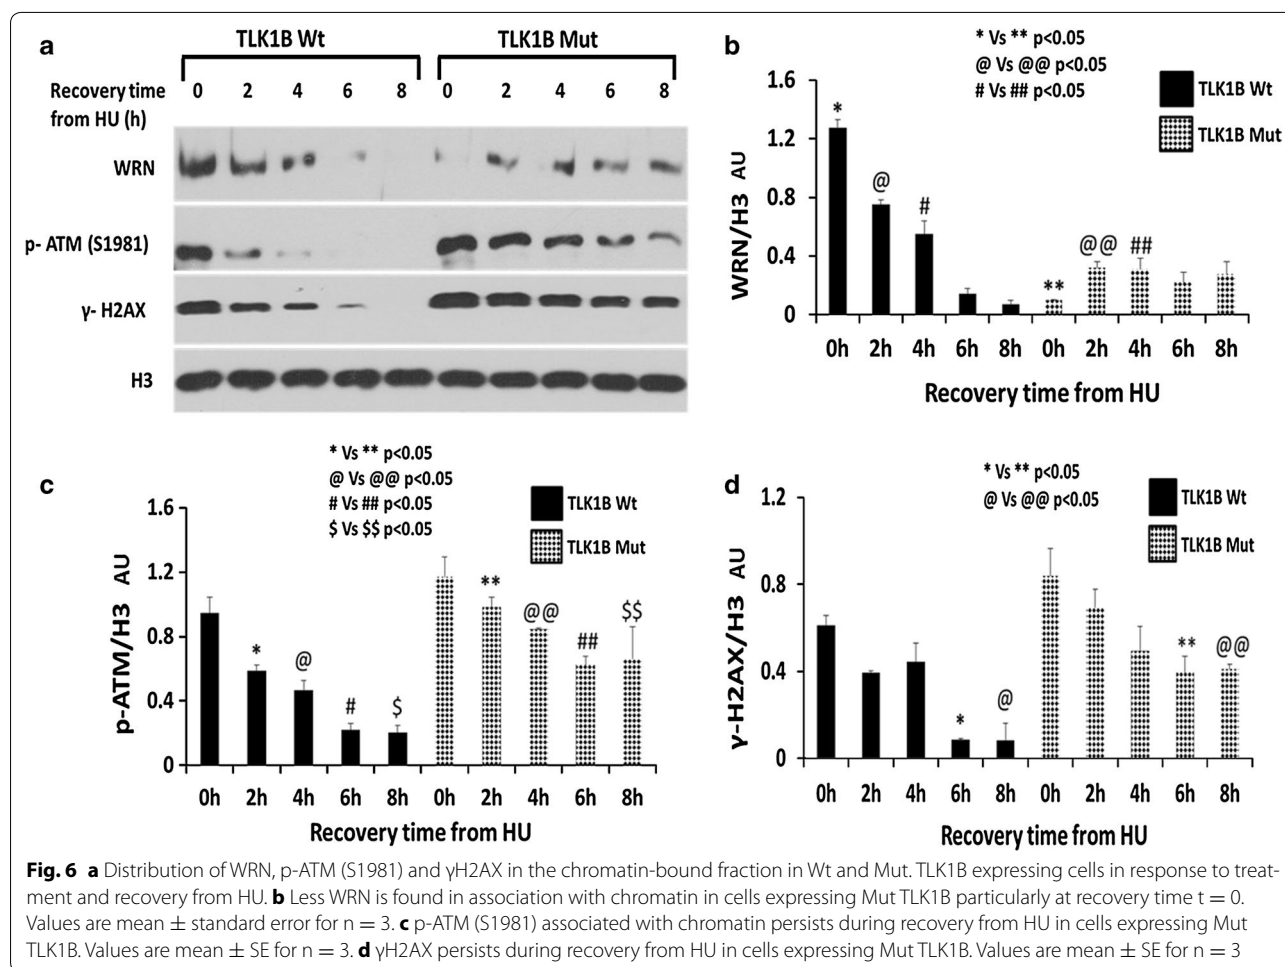 a
TLK1B Wt
TLK1B Mut
Recovery time from HU (h)
0 2 4 6 8 0 2 4 6 8
WRN
p- ATM (S1981)
γ- H2AX
H3
b
* Vs ** p<0.05
@ Vs @@ p<0.05
# Vs ## p<0.05
TLK1B Wt
TLK1B Mut
WRN/H3 AU
1.6
1.2
0.8
0.4
0
*
@
#
**
@@
##
0h 2h 4h 6h 8h 0h 2h 4h 6h 8h
Recovery time from HU
c
* Vs ** p<0.05
@ Vs @@ p<0.05
# Vs ## p<0.05
$ Vs $$ p<0.05
TLK1B Wt
TLK1B Mut
p-ATM/H3 AU
1.6
1.2
0.8
0.4
0
*
@
#
$
**
@@
##
$$
0h 2h 4h 6h 8h 0h 2h 4h 6h 8h
Recovery time from HU
d
* Vs ** p<0.05
@ Vs @@ p<0.05
TLK1B Wt
TLK1B Mut
γ-H2AX/H3 AU
1.2
0.8
0.4
0
*
@
**
@@
0h 2h 4h 6h 8h 0h 2h 4h 6h 8h
Recovery time from HU
Fig. 6 a Distribution of WRN, p-ATM (S1981) and γH2AX in the chromatin-bound fraction in Wt and Mut. TLK1B expressing cells in response to treat-
ment and recovery from HU. b Less WRN is found in association with chromatin in cells expressing Mut TLK1B particularly at recovery time t = 0.
Values are mean ± standard error for n = 3. c p-ATM (S1981) associated with chromatin persists during recovery from HU in cells expressing Mut
TLK1B. Values are mean ± SE for n = 3. d γH2AX persists during recovery from HU in cells expressing Mut TLK1B. Values are mean ± SE for n = 3